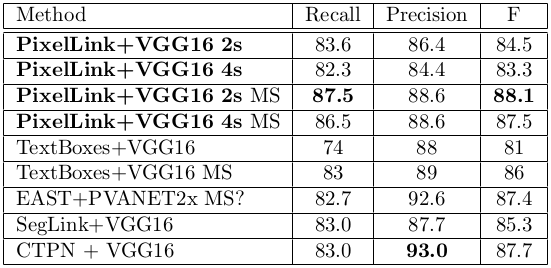 Method Recall Precision F
PixelLink+VGG16 2s 83.6 86.4 84.5
PixelLink+VGG16 4s 82.3 84.4 83.3
PixelLink+VGG16 2s MS 87.5 88.6 88.1
PixelLink+VGG16 4s MS 86.5 88.6 87.5
TextBoxes+VGG16 74 88 81
TextBoxes+VGG16 MS 83 89 86
EAST+PVANET2x MS? 82.7 92.6 87.4
SegLink+VGG16 83.0 87.7 85.3
CTPN + VGG16 83.0 93.0 87.7